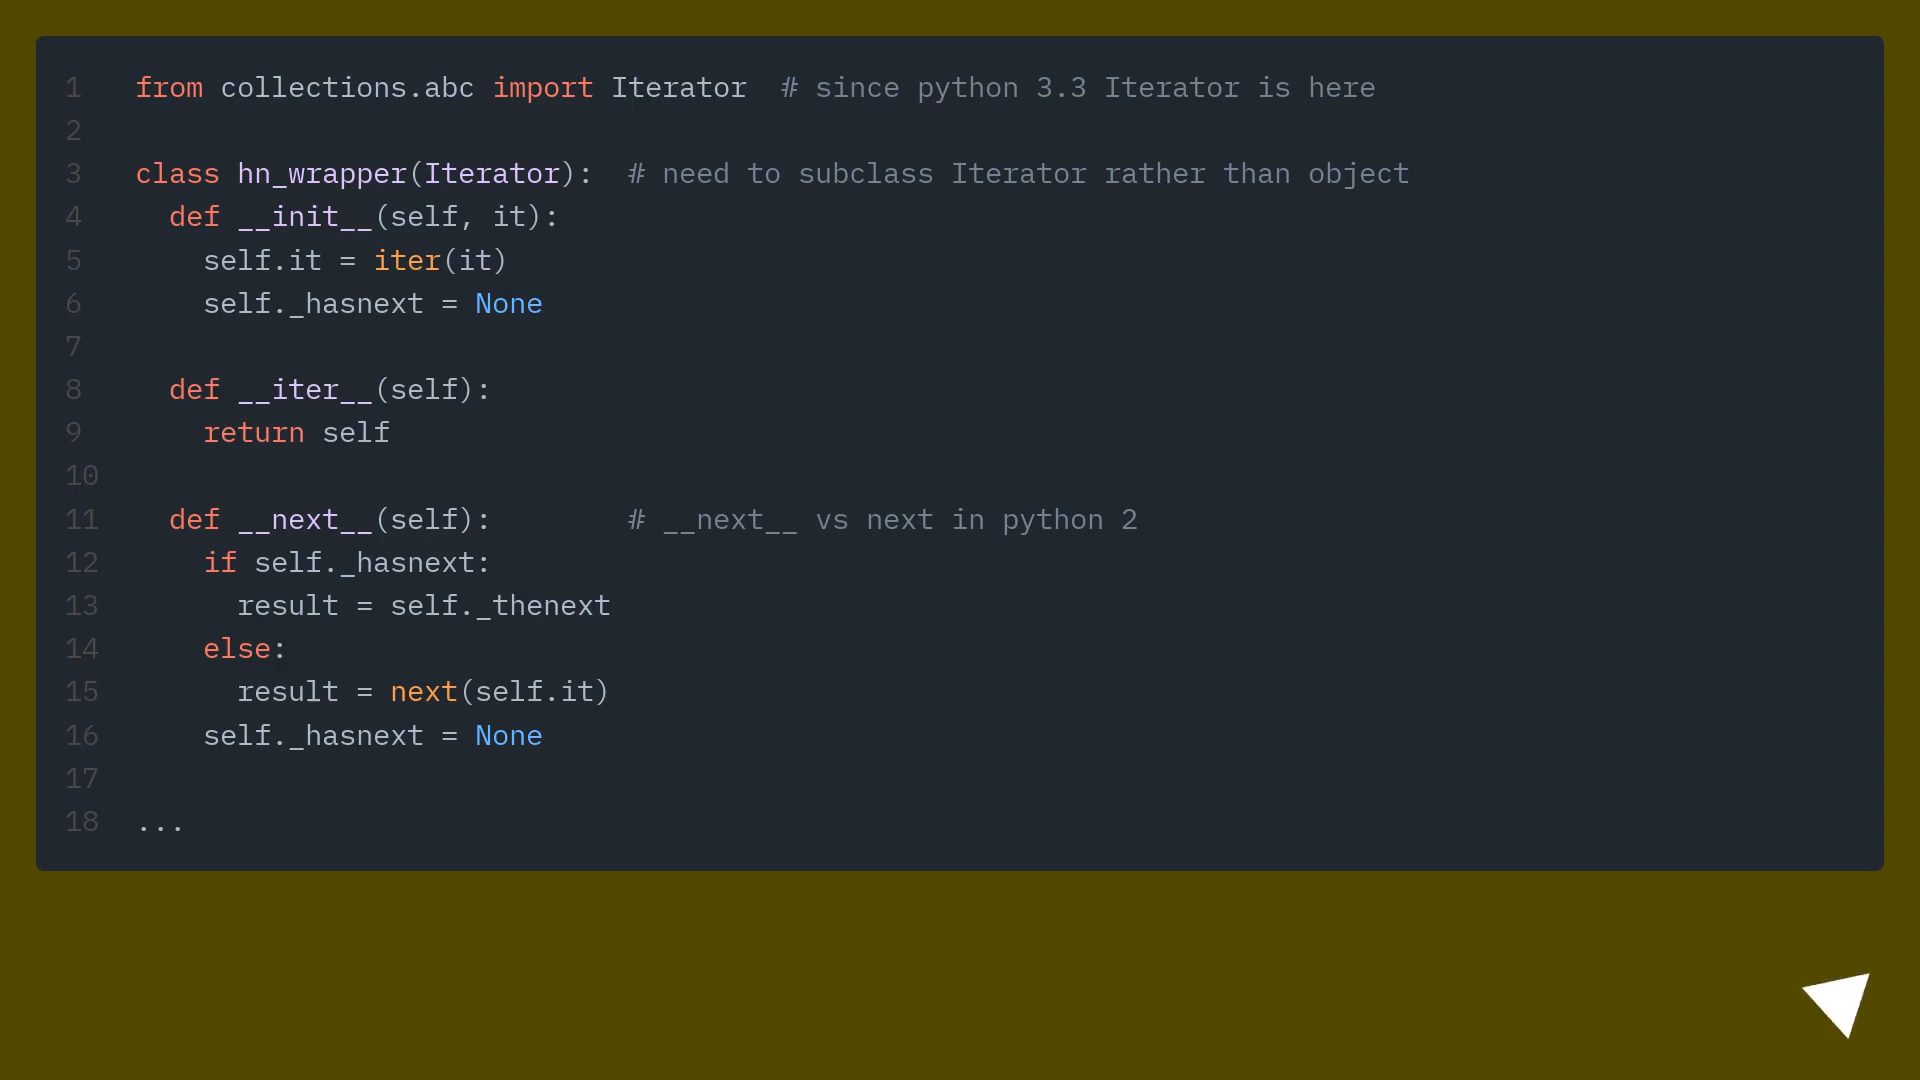 1 from collections.abc import Iterator  # since python 3.3 Iterator is here
2
3 class hn_wrapper(Iterator):  # need to subclass Iterator rather than object
4   def __init__(self, it):
5     self.it = iter(it)
6     self._hasnext = None
7
8   def __iter__(self):
9     return self
10
11   def __next__(self):        # __next__ vs next in python 2
12     if self._hasnext:
13       result = self._thenext
14     else:
15       result = next(self.it)
16     self._hasnext = None
17
18 ...